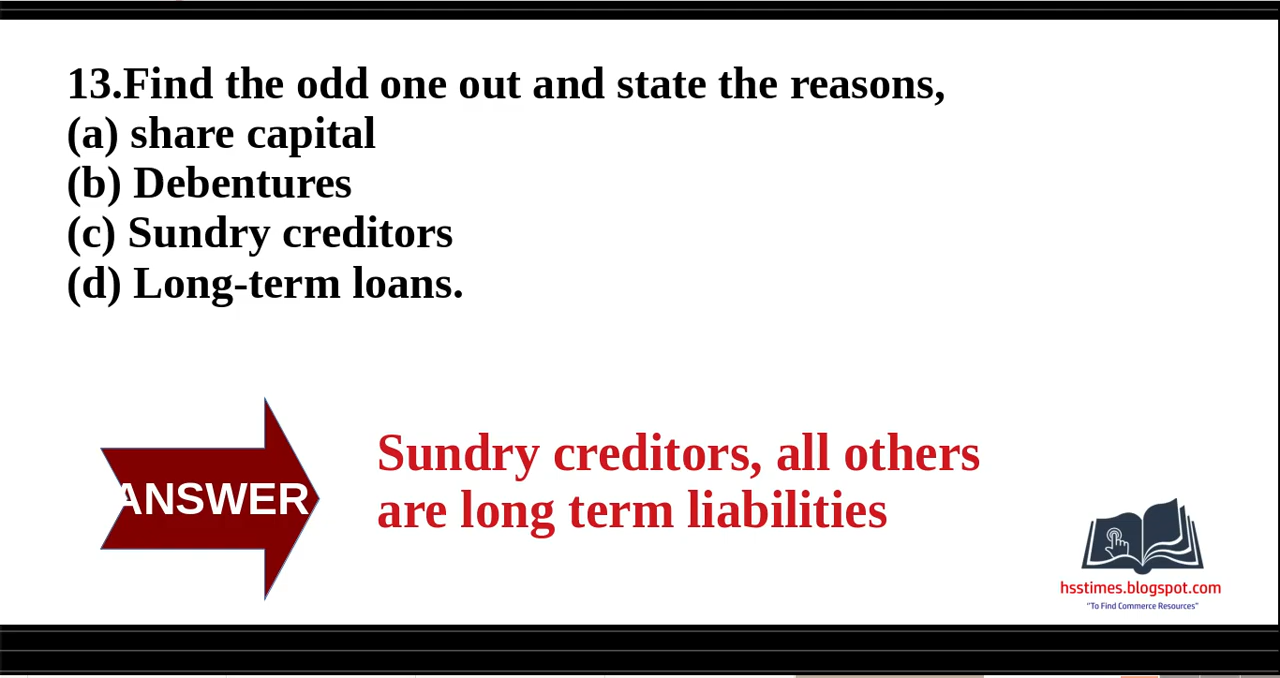 13.Find the odd one out and state the reasons,
(a) share capital
(b) Debentures
(c) Sundry creditors
(d) Long-term loans.
ANSWER
Sundry creditors, all others
are long term liabilities
hsstimes.blogspot.com
"To Find Commerce Resources"